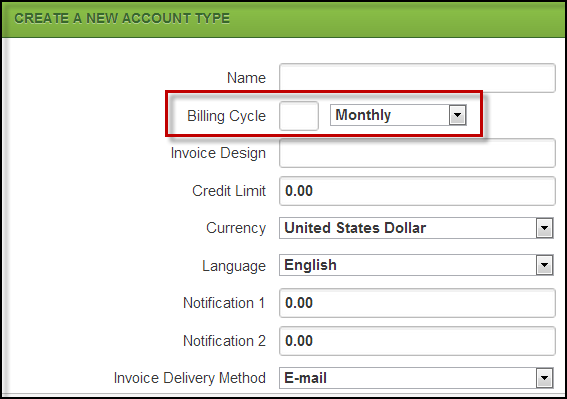 CREATE A NEW ACCOUNT TYPE
Name
Billing Cycle Monthly
Invoice Design
Credit Limit 0.00
Currency United States Dollar
Language English
Notification 1 0.00
Notification 2 0.00
Invoice Delivery Method E-mail